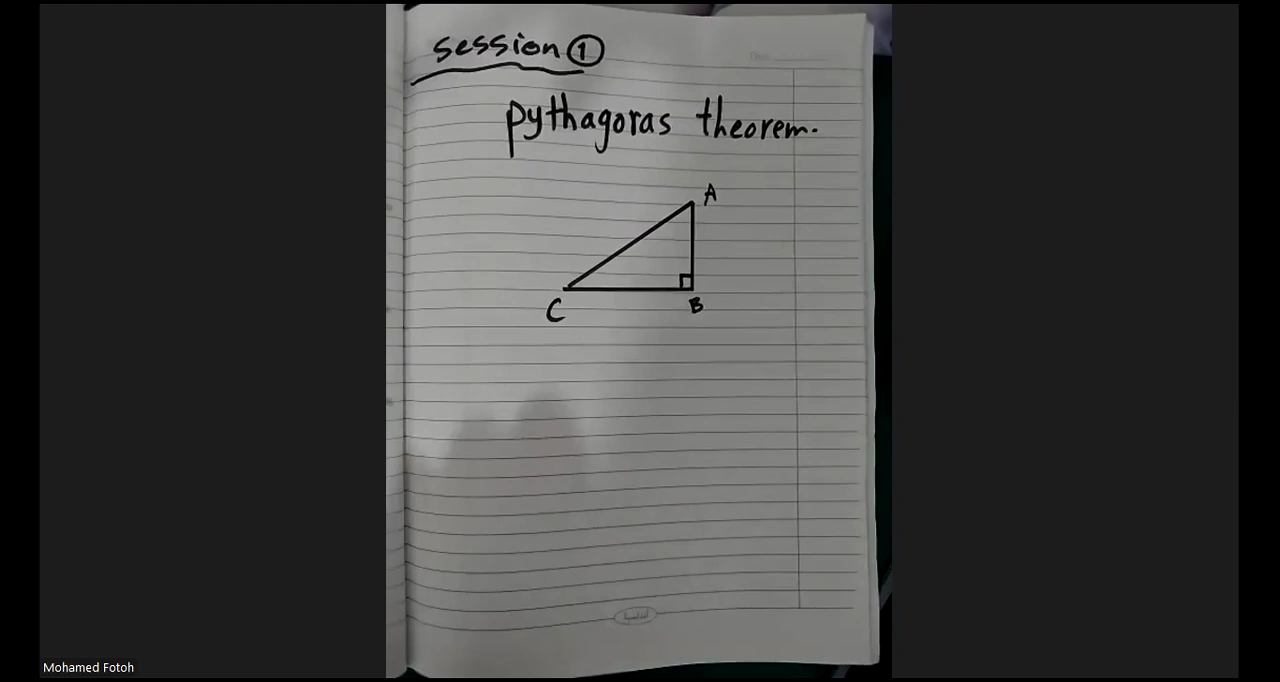 session ①
pythagoras theorem.
A
C
B
Mohamed Fotoh